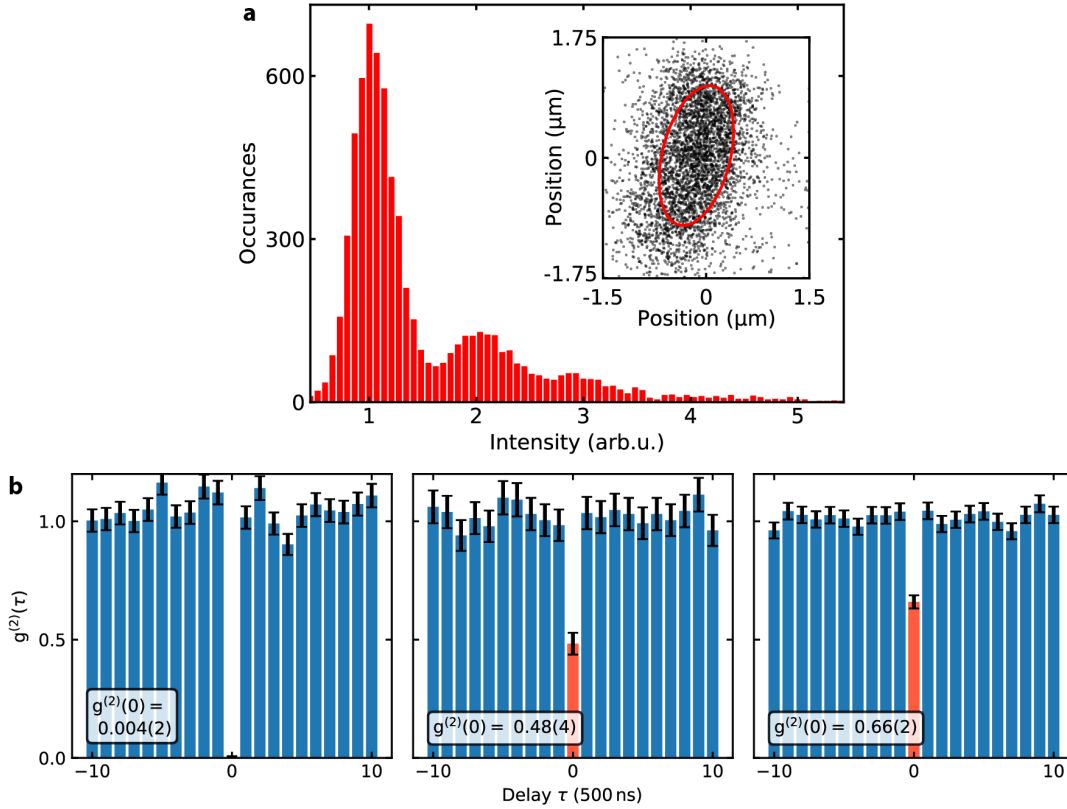 a
600
300
0
Occurances
1 2 3 4 5
Intensity (arb.u.)
1.75
0
-1.75
Position (μm)
-1.5 0 1.5
Position (μm)
b
1.0
0.5
0.0
g⁽²⁾(τ)
g⁽²⁾(0) =
0.004(2)
−10 0 10
g⁽²⁾(0) = 0.48(4)
−10 0 10
g⁽²⁾(0) = 0.66(2)
−10 0 10
Delay τ (500 ns)